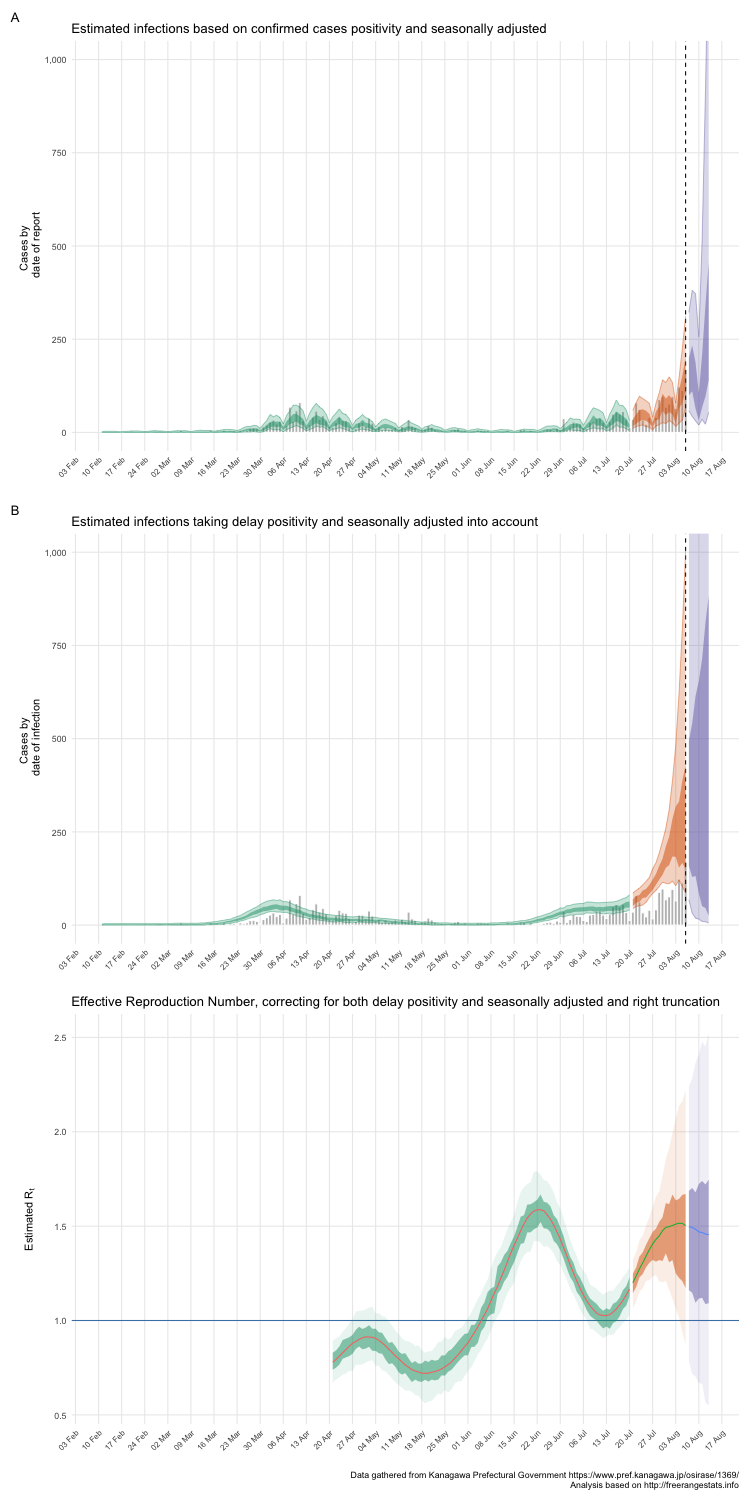 A
Estimated infections based on confirmed cases positivity and seasonally adjusted
1,000
750
500
250
0
Cases by
date of report
03 Feb
10 Feb
17 Feb
24 Feb
02 Mar
09 Mar
16 Mar
23 Mar
30 Mar
06 Apr
13 Apr
20 Apr
27 Apr
04 May
11 May
18 May
25 May
01 Jun
08 Jun
15 Jun
22 Jun
29 Jun
06 Jul
13 Jul
20 Jul
27 Jul
03 Aug
10 Aug
17 Aug
B
Estimated infections taking delay positivity and seasonally adjusted into account
1,000
750
500
250
0
Cases by
date of infection
03 Feb
10 Feb
17 Feb
24 Feb
02 Mar
09 Mar
16 Mar
23 Mar
30 Mar
06 Apr
13 Apr
20 Apr
27 Apr
04 May
11 May
18 May
25 May
01 Jun
08 Jun
15 Jun
22 Jun
29 Jun
06 Jul
13 Jul
20 Jul
27 Jul
03 Aug
10 Aug
17 Aug
Effective Reproduction Number, correcting for both delay positivity and seasonally adjusted and right truncation
2.5
2.0
1.5
1.0
0.5
Estimated Rt
03 Feb
10 Feb
17 Feb
24 Feb
02 Mar
09 Mar
16 Mar
23 Mar
30 Mar
06 Apr
13 Apr
20 Apr
27 Apr
04 May
11 May
18 May
25 May
01 Jun
08 Jun
15 Jun
22 Jun
29 Jun
06 Jul
13 Jul
20 Jul
27 Jul
03 Aug
10 Aug
17 Aug
Data gathered from Kanagawa Prefectural Government https://www.pref.kanagawa.jp/osirase/1369/
Analysis based on http://freerangestats.info